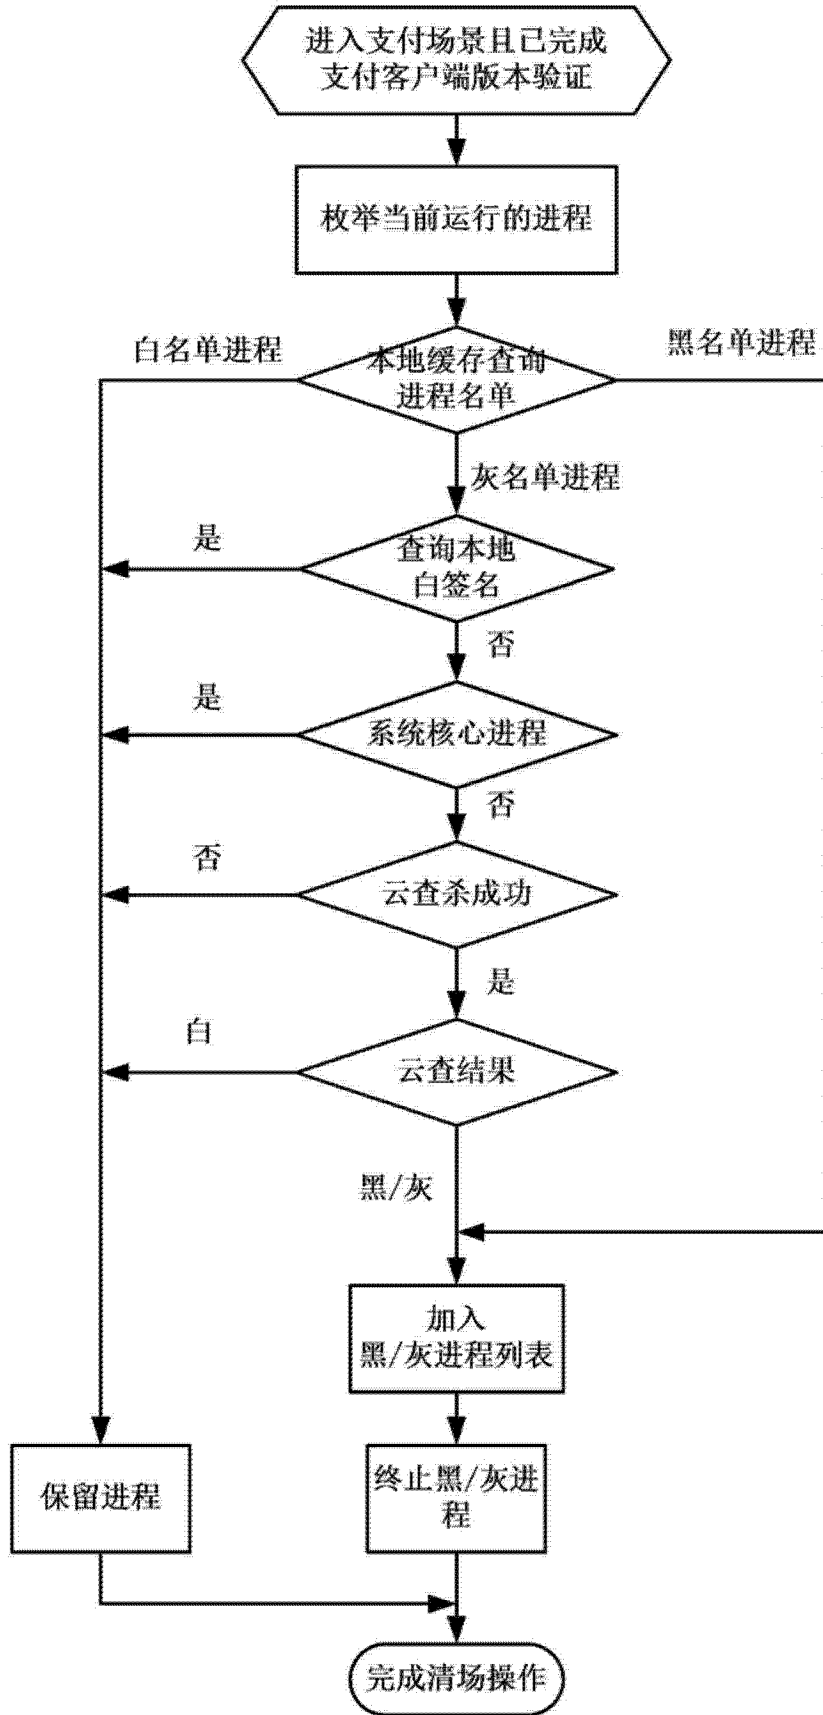 进入支付场景且已完成
支付客户端版本验证
枚举当前运行的进程
白名单进程
本地缓存查询
进程名单
黑名单进程
灰名单进程
是
查询本地
白签名
否
是
系统核心进程
否
否
云查杀成功
是
白
云查结果
黑/灰
加入
黑/灰进程列表
保留进程
终止黑/灰进
程
完成清场操作